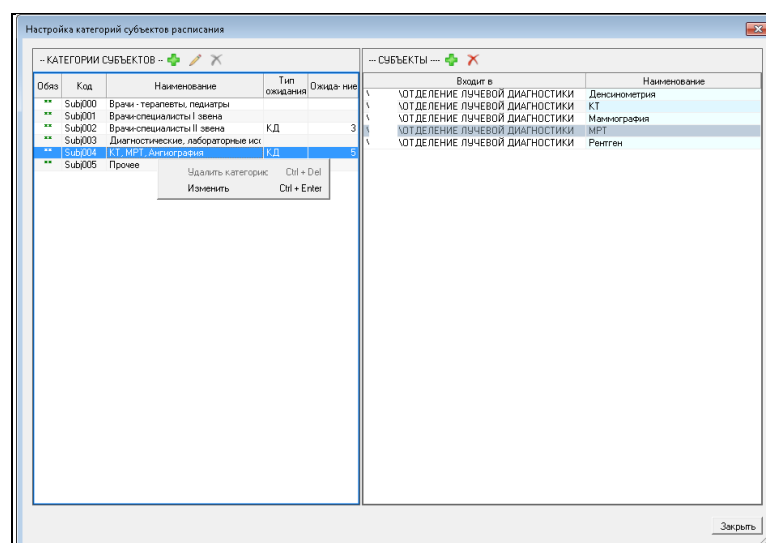 Настройка категорий субъектов расписания
-- КАТЕГОРИИ СУБЪЕКТОВ --
Обяз Код Наименование Тип ожидания Ожида- ние
** Subj000 Врачи - терапевты, педиатры
** Subj001 Врачи-специалисты I звена
** Subj002 Врачи-специалисты II звена КД 3
** Subj003 Диагностические, лабораторные исс
** Subj004 КТ, МРТ, Ангиография КД 5
** Subj005 Прочее
Удалить категорию Ctrl + Del
Изменить Ctrl + Enter
--- СУБЪЕКТЫ ----
Входит в Наименование
\ \ОТДЕЛЕНИЕ ЛУЧЕВОЙ ДИАГНОСТИКИ Денсинометрия
\ \ОТДЕЛЕНИЕ ЛУЧЕВОЙ ДИАГНОСТИКИ КТ
\ \ОТДЕЛЕНИЕ ЛУЧЕВОЙ ДИАГНОСТИКИ Маммография
\ \ОТДЕЛЕНИЕ ЛУЧЕВОЙ ДИАГНОСТИКИ МРТ
\ \ОТДЕЛЕНИЕ ЛУЧЕВОЙ ДИАГНОСТИКИ Рентген
Закрыть